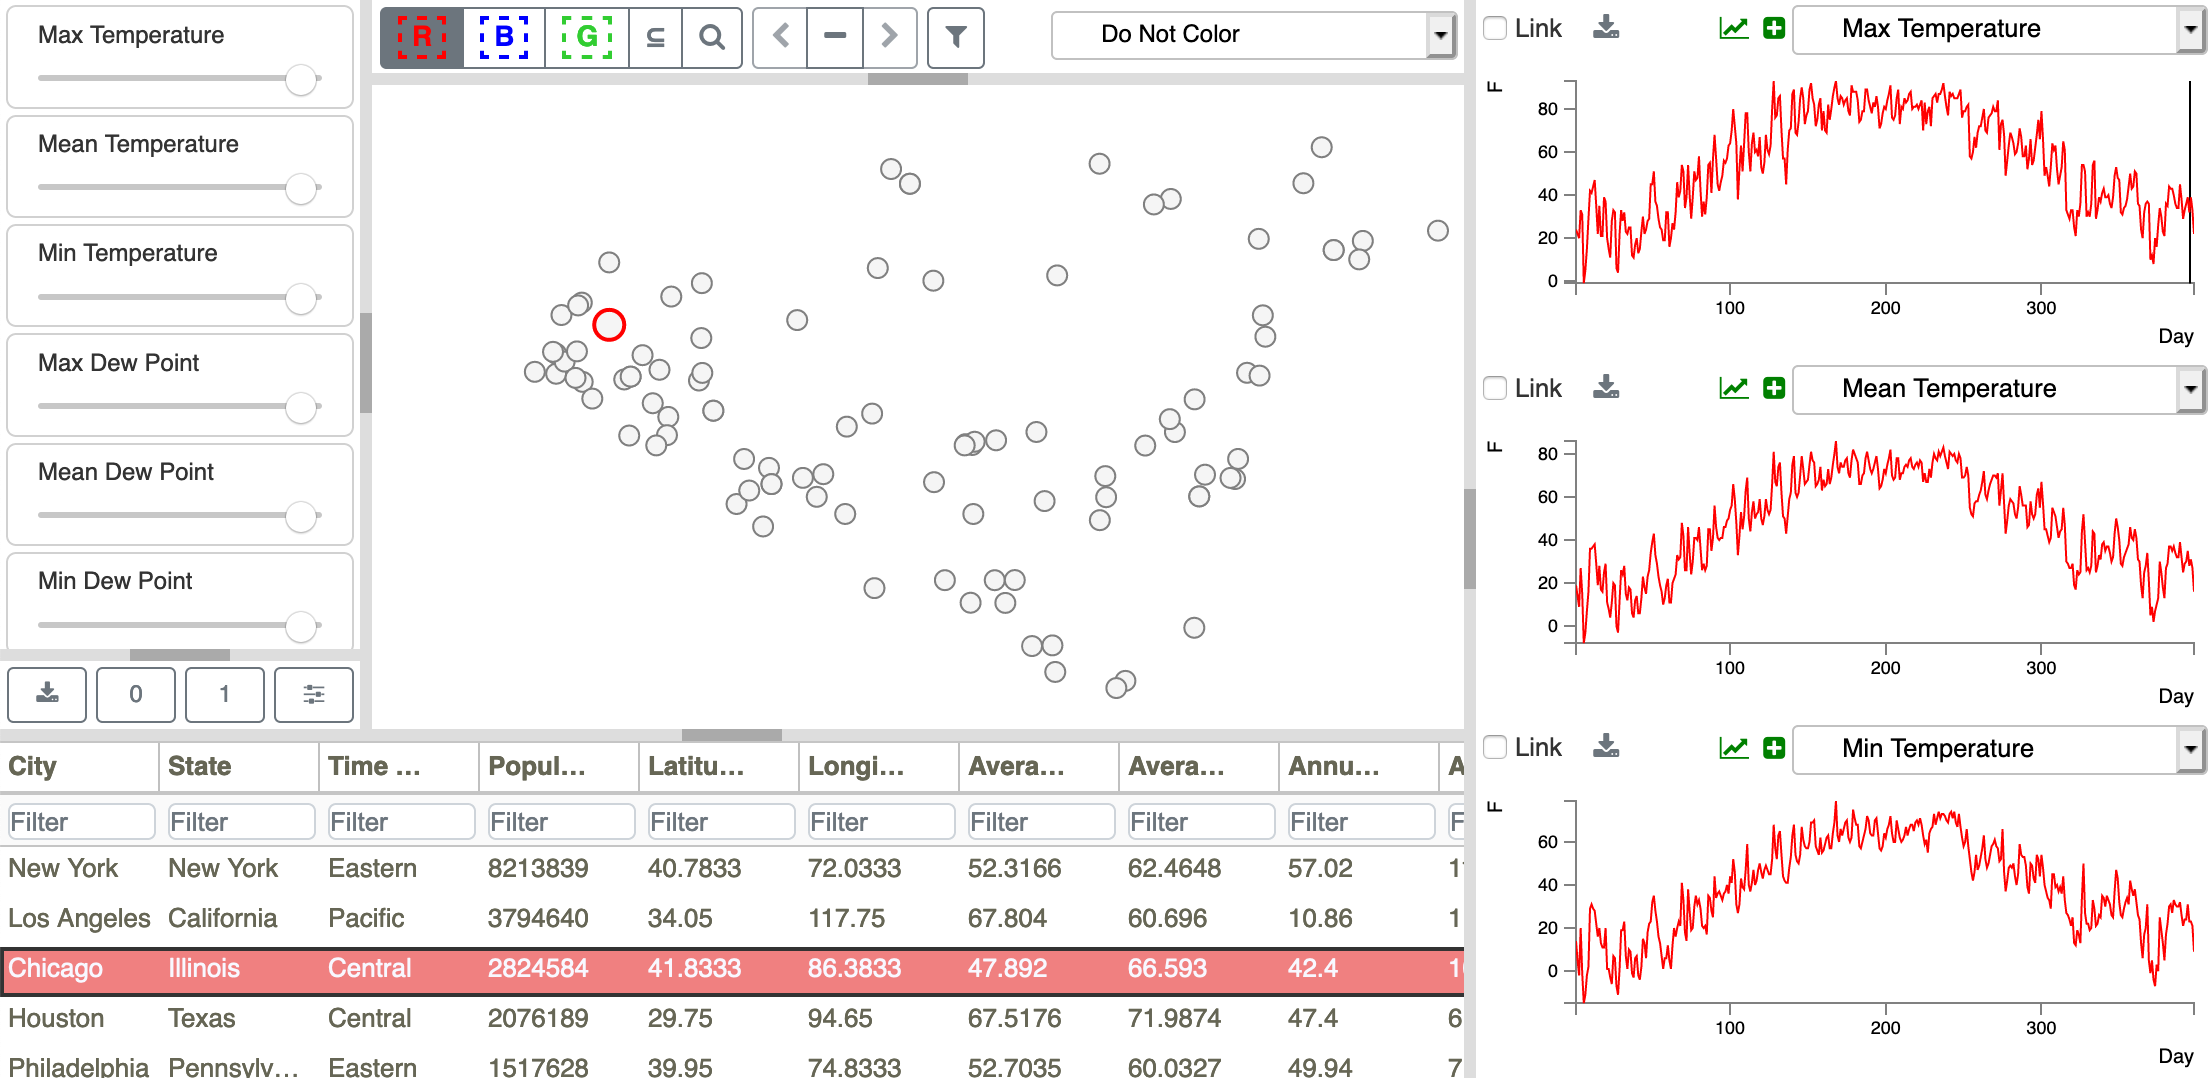 Max Temperature
Mean Temperature
Min Temperature
Max Dew Point
Mean Dew Point
Min Dew Point
0 1
R B G ⊆ Do Not Color
City State Time ... Popul... Latitu... Longi... Avera... Avera... Annu... A
Filter Filter Filter Filter Filter Filter Filter Filter Filter F
New York New York Eastern 8213839 40.7833 72.0333 52.3166 62.4648 57.02 1
Los Angeles California Pacific 3794640 34.05 117.75 67.804 60.696 10.86 1
Chicago Illinois Central 2824584 41.8333 86.3833 47.892 66.593 42.4 1
Houston Texas Central 2076189 29.75 94.65 67.5176 71.9874 47.4 6
Philadelphia Pennsylv... Eastern 1517628 39.95 74.8333 52.7035 60.0327 49.94 7
Link Max Temperature
F
80
60
40
20
0
100 200 300
Day
Link Mean Temperature
F
80
60
40
20
0
100 200 300
Day
Link Min Temperature
F
60
40
20
0
100 200 300
Day